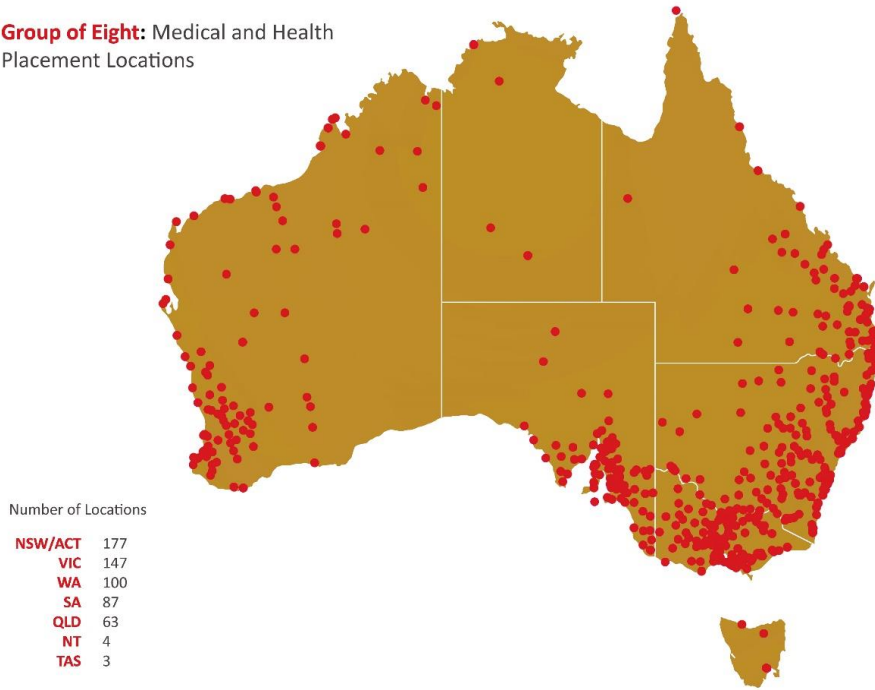 Group of Eight: Medical and Health
Placement Locations
Number of Locations
NSW/ACT 177
VIC 147
WA 100
SA 87
QLD 63
NT 4
TAS 3